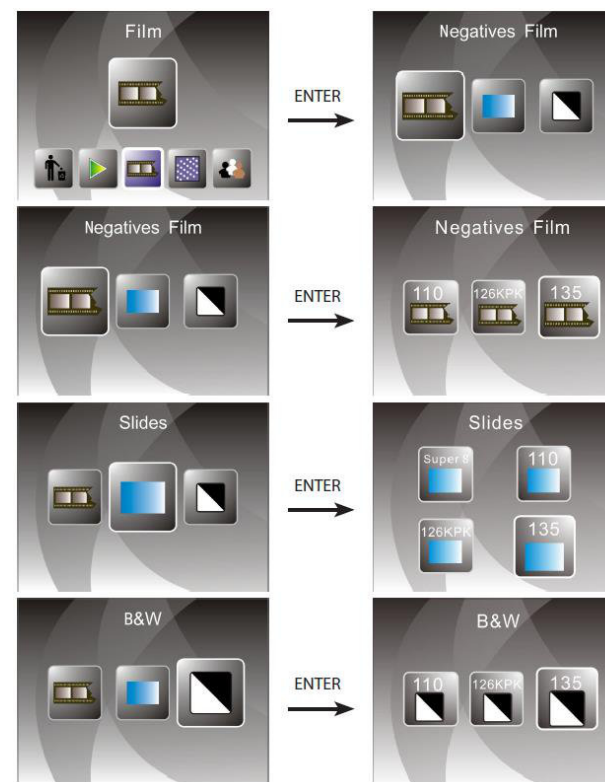 Film
ENTER
Negatives Film
Negatives Film
ENTER
Negatives Film
110
126KPK
135
Slides
ENTER
Slides
Super 8
110
126KPK
135
B&W
ENTER
B&W
110
126KPK
135